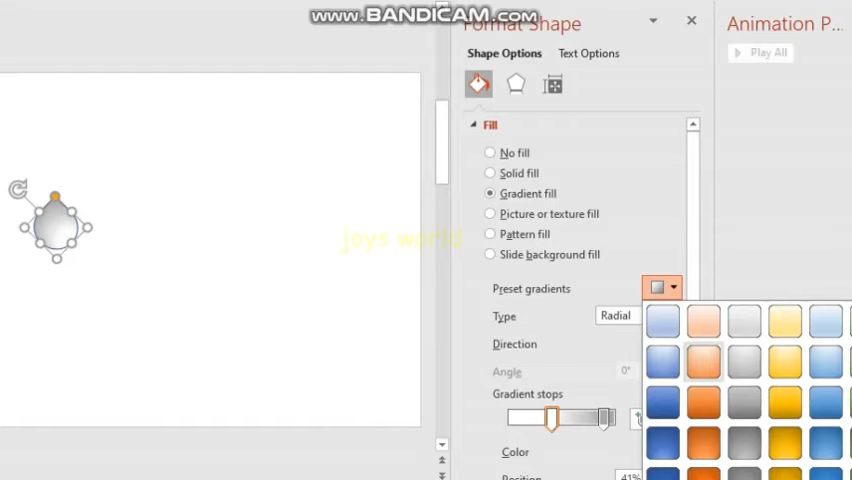 www.BANDICAM.com
Format Shape
Animation P...
Shape Options
Text Options
Play All
Fill
No fill
Solid fill
Gradient fill
Picture or texture fill
Pattern fill
joys world
Slide background fill
Preset gradients
Type
Radial
Direction
Angle
0°
Gradient stops
Color
Position
41%